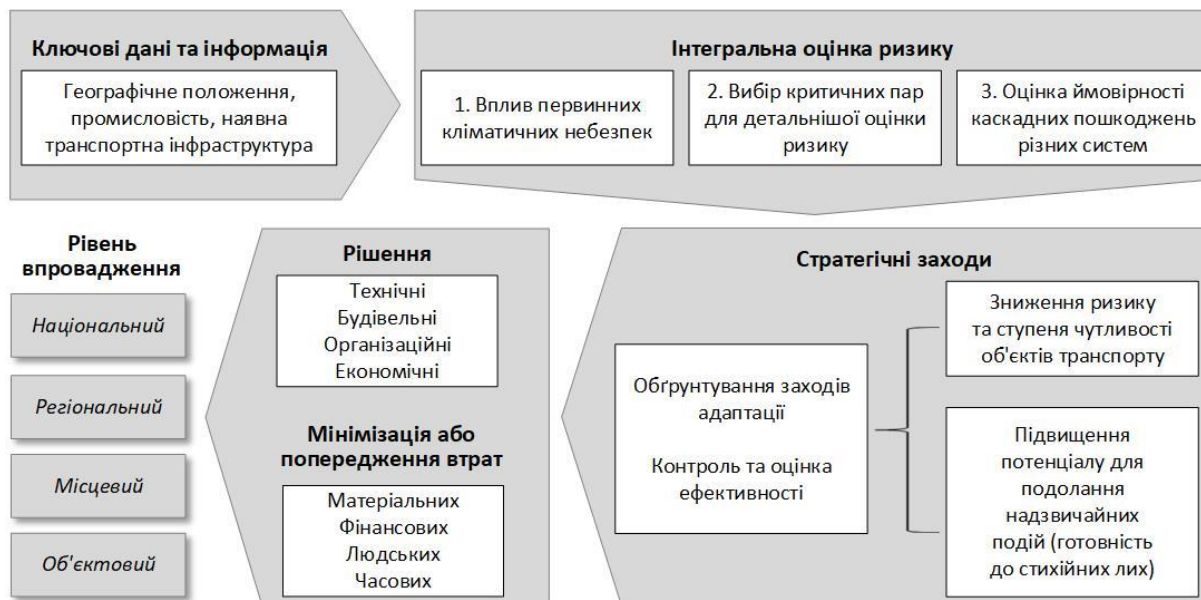 Ключові дані та інформація
Географічне положення,
промисловість, наявна
транспортна інфраструктура
Інтегральна оцінка ризику
1. Вплив первинних
кліматичних небезпек
2. Вибір критичних пар
для детальнішої оцінки
ризику
3. Оцінка ймовірності
каскадних пошкоджень
різних систем
Рівень
впровадження
Національний
Регіональний
Місцевий
Об'єктовий
Рішення
Технічні
Будівельні
Організаційні
Економічні
Мінімізація або
попередження втрат
Матеріальних
Фінансових
Людських
Часових
Стратегічні заходи
Обґрунтування заходів
адаптації
Контроль та оцінка
ефективності
Зниження ризику
та ступеня чутливості
об'єктів транспорту
Підвищення
потенціалу для
подолання
надзвичайних
подій (готовність
до стихійних лих)